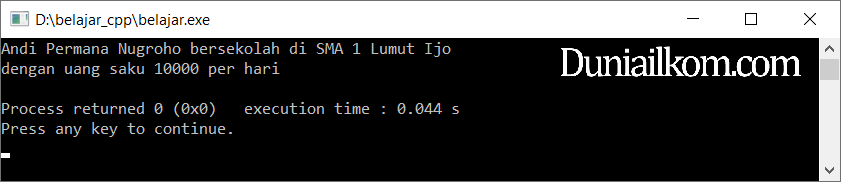 D:\belajar_cpp\belajar.exe
Andi Permana Nugroho bersekolah di SMA 1 Lumut Ijo
dengan uang saku 10000 per hari
Duniailkom.com
Process returned 0 (0x0)   execution time : 0.044 s
Press any key to continue.